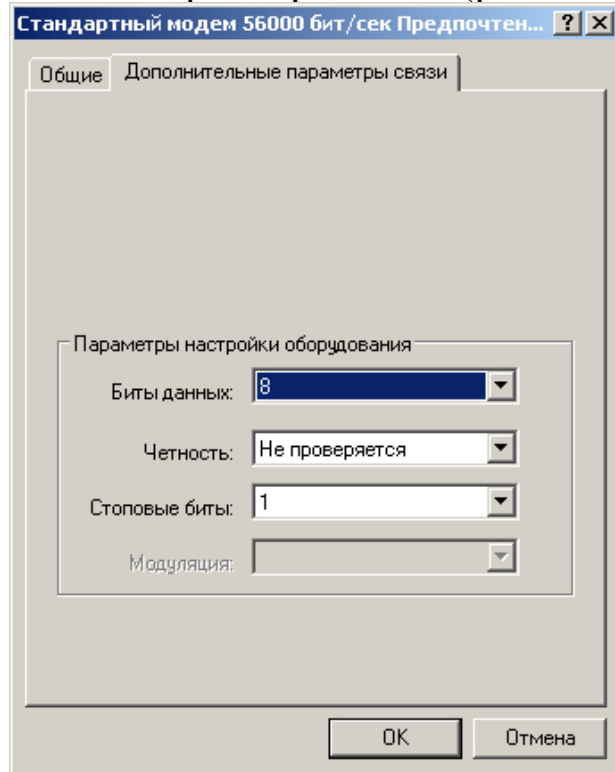 Стандартный модем 56000 бит/сек Предпочтен...
Общие Дополнительные параметры связи
Параметры настройки оборудования
Биты данных: 8
Четность: Не проверяется
Стоповые биты: 1
Модуляция:
OK Отмена